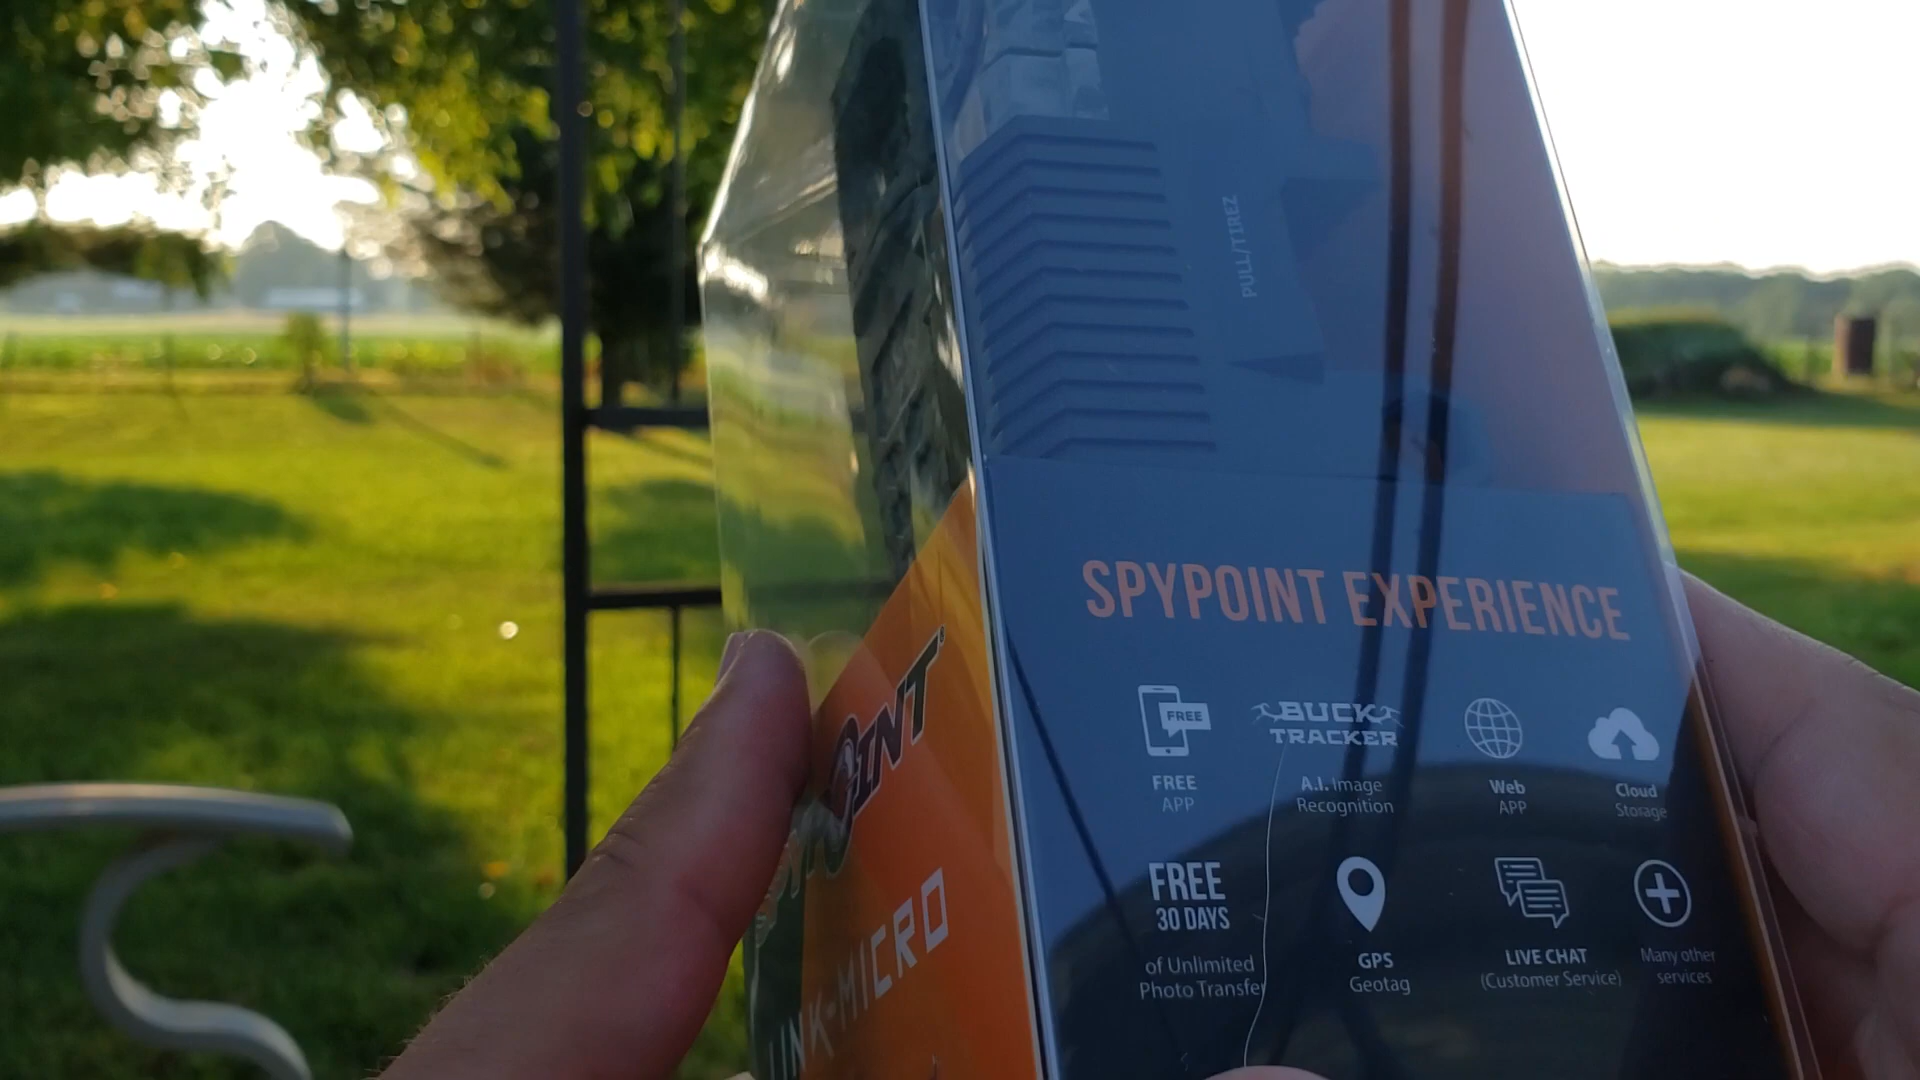 PULL/TIREZ
SPYPOINT EXPERIENCE
FREE
FREE
APP
BUCK
TRACKER
A.I. Image
Recognition
Web
APP
Cloud
Storage
FREE
30 DAYS
of Unlimited
Photo Transfer
GPS
Geotag
LIVE CHAT
(Customer Service)
Many other
services
SPYPOINT®
LINK-MICRO